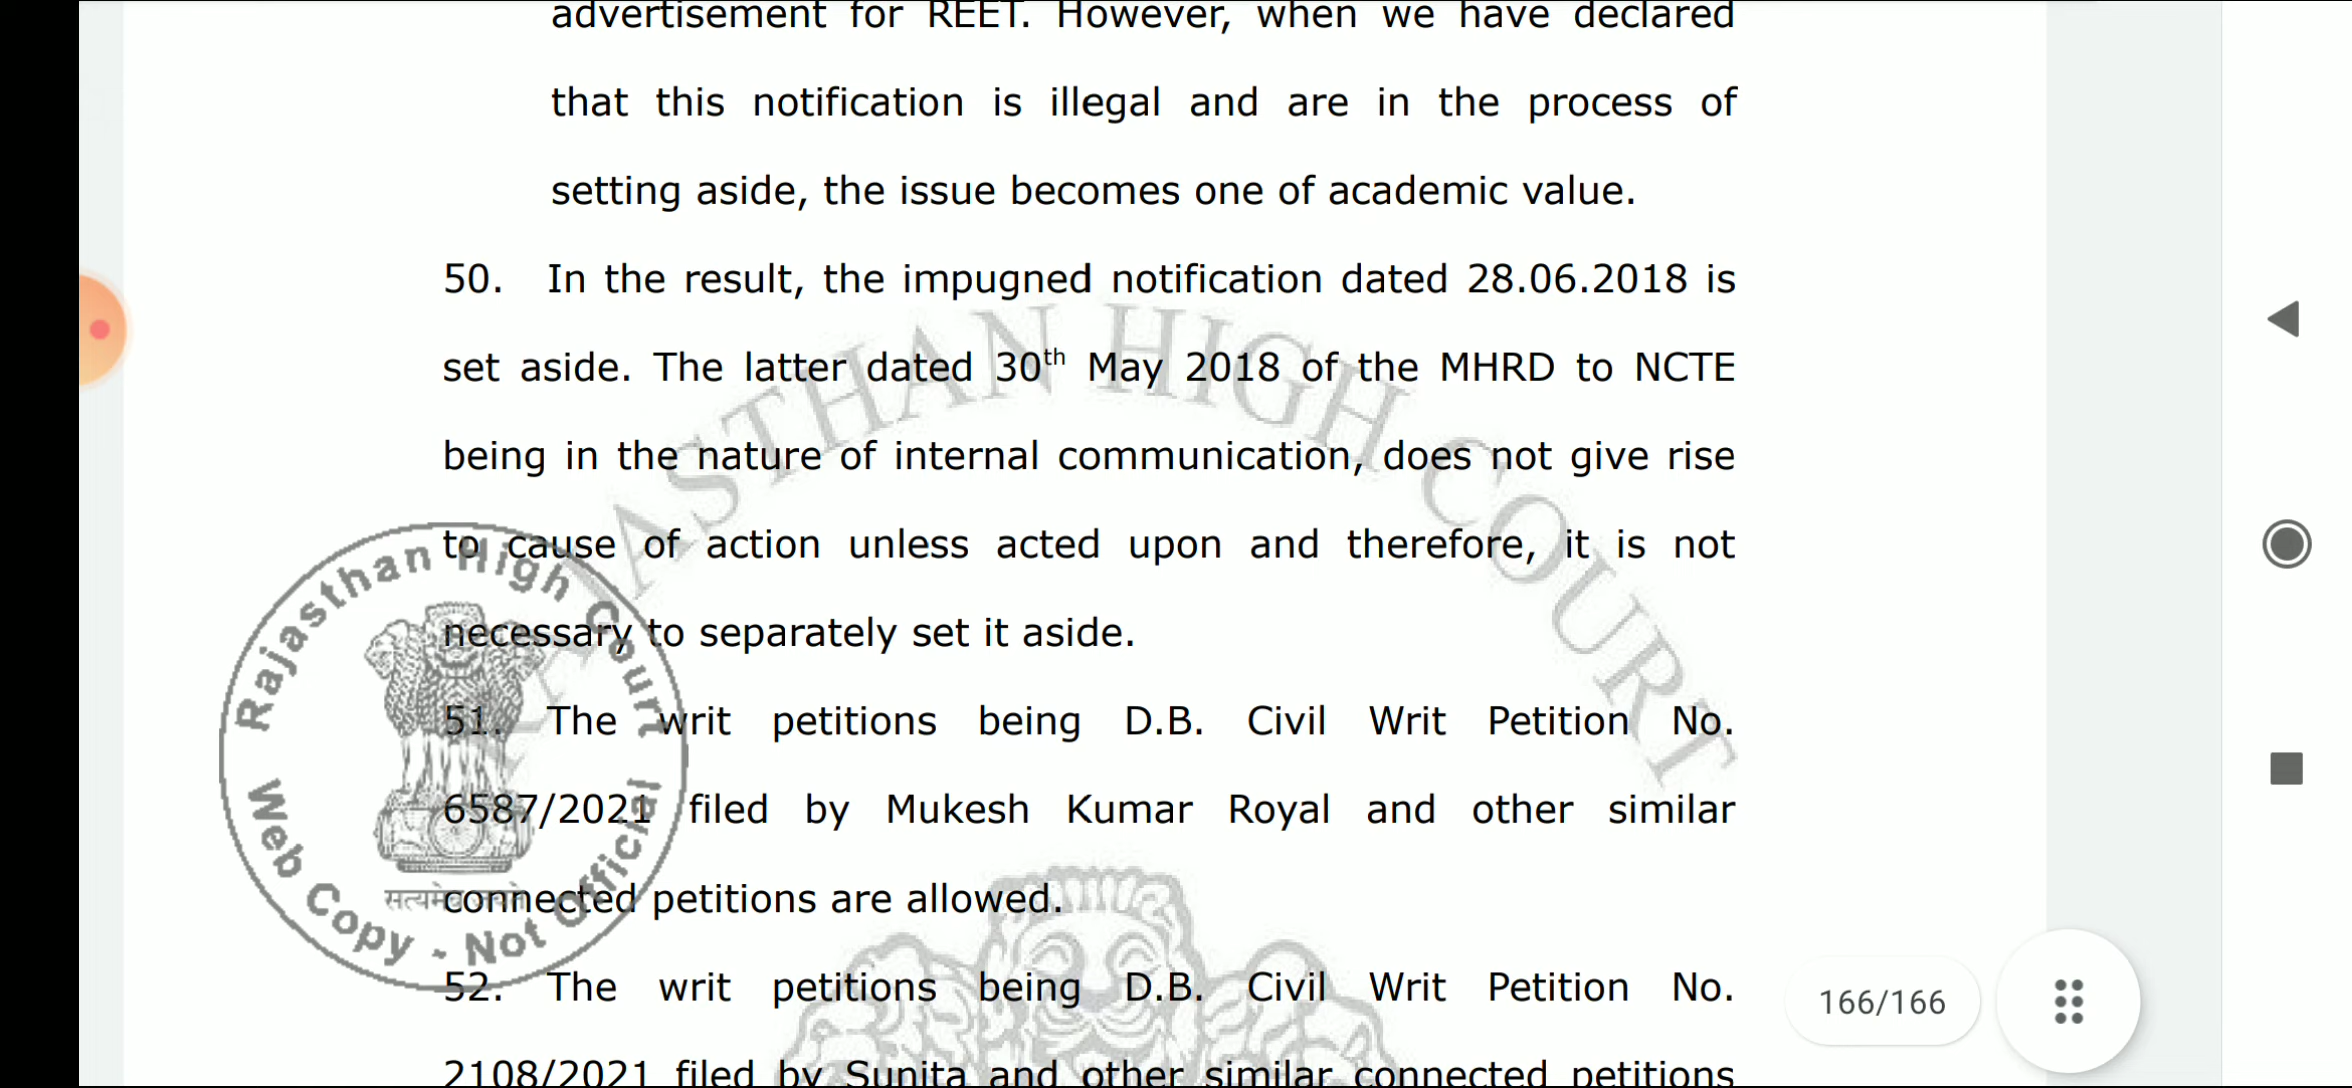 advertisement for REET. However, when we have declared
that this notification is illegal and are in the process of
setting aside, the issue becomes one of academic value.
50. In the result, the impugned notification dated 28.06.2018 is
set aside. The latter dated 30th May 2018 of the MHRD to NCTE
being in the nature of internal communication, does not give rise
to cause of action unless acted upon and therefore, it is not
necessary to separately set it aside.
51. The writ petitions being D.B. Civil Writ Petition No.
6587/2021 filed by Mukesh Kumar Royal and other similar
connected petitions are allowed.
52. The writ petitions being D.B. Civil Writ Petition No.
2108/2021 filed by Sunita and other similar connected petitions
RAJASTHAN HIGH COURT
Rajasthan High Court
सत्यमेव जयते
Web Copy - Not Official
166/166